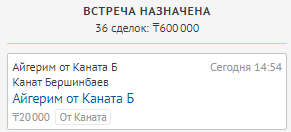 ВСТРЕЧА НАЗНАЧЕНА
36 сделок: ₸600 000
Айгерим от Каната Б Сегодня 14:54
Канат Бершинбаев
Айгерим от Каната Б
₸20 000 От Каната